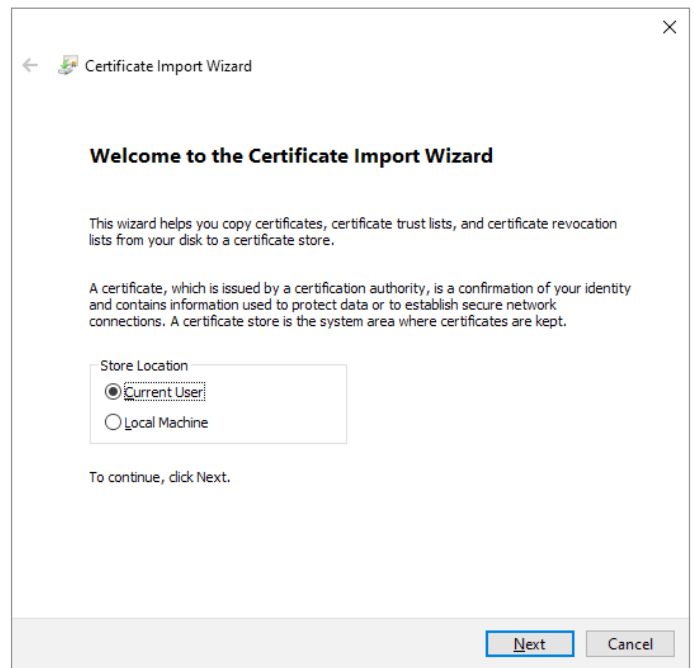 Certificate Import Wizard
Welcome to the Certificate Import Wizard
This wizard helps you copy certificates, certificate trust lists, and certificate revocation
lists from your disk to a certificate store.
A certificate, which is issued by a certification authority, is a confirmation of your identity
and contains information used to protect data or to establish secure network
connections. A certificate store is the system area where certificates are kept.
Store Location
Current User
Local Machine
To continue, click Next.
Next
Cancel